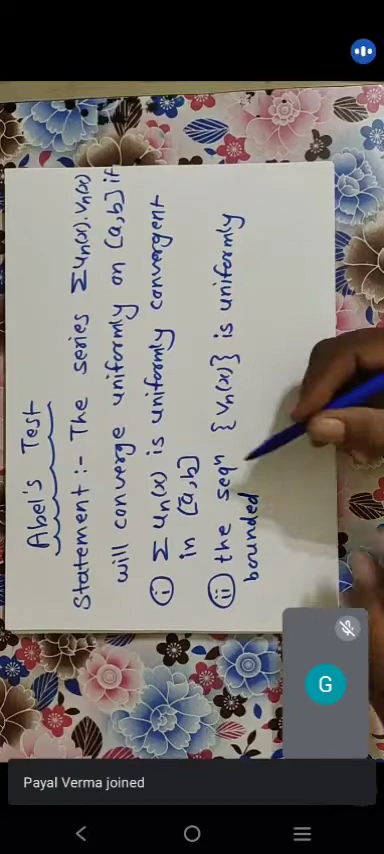 Abel's Test
Statement :- The series Σ un(x). vn(x)
will converge uniformly on [a,b] if
(i) Σ un(x) is uniformly convergent
in [a,b]
(ii) the seqn {vn(x)} is uniformly
bounded
G
Payal Verma joined